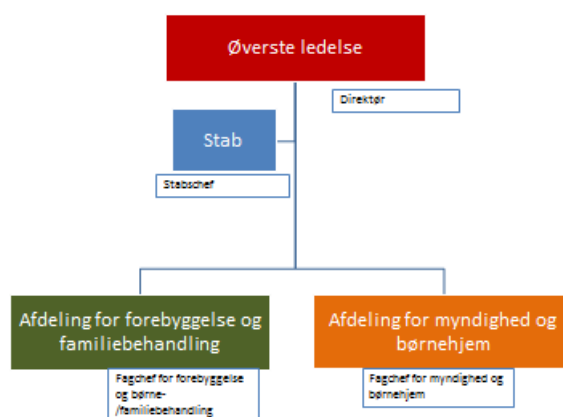 Øverste ledelse
Direktør
Stab
Stabschef
Afdeling for forebyggelse og
familiebehandling
Fagchef for forebyggelse
og børne-
/familiebehandling
Afdeling for myndighed og
børnehjem
Fagchef for myndighed og
børnehjem